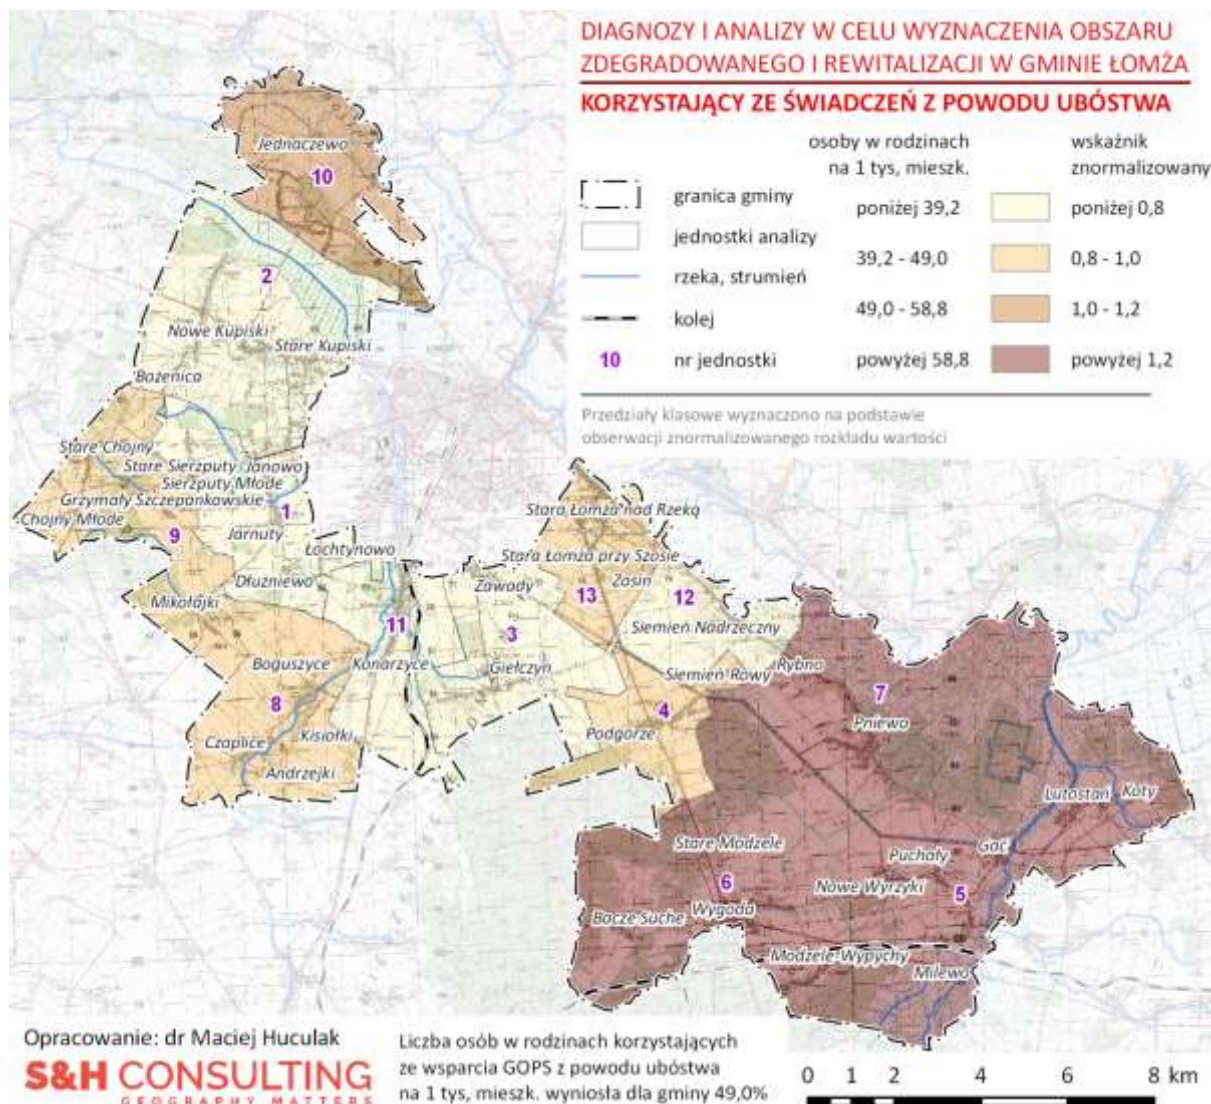 DIAGNOZY I ANALIZY W CELU WYZNACZENIA OBSZARU
ZDEGRADOWANEGO I REWITALIZACJI W GMINIE ŁOMŻA
KORZYSTAJĄCY ZE ŚWIADCZEŃ Z POWODU UBÓSTWA
osoby w rodzinach
na 1 tys, mieszk.
wskaźnik
znormalizowany
granica gminy
jednostki analizy
rzeka, strumień
kolej
10 nr jednostki
poniżej 39,2 poniżej 0,8
39,2 - 49,0 0,8 - 1,0
49,0 - 58,8 1,0 - 1,2
powyżej 58,8 powyżej 1,2
Przedziały klasowe wyznaczono na podstawie
obserwacji znormalizowanego rozkładu wartości
Jednaczewo
10
2
Nowe Kupiski
Stare Kupiski
Bożenica
Stare Chojny
Stare Sierzputy
Janowo
Sierzputy Młode
Grzymały Szczepankowskie
1
Chojny Młode
9
Jarnuty
Łochtynowo
Dłużniewo
Mikołajki
11
Boguszyce
Konarzyce
8
Czaplice
Kisiołki
Andrzejki
Zawady
3
Giełczyn
Stara Łomża nad Rzeką
Stara Łomża przy Szosie
Zosin
13
12
Siemień Nadrzeczny
Siemień Rowy
Rybno
4
Podgórze
7
Pniewo
Lutostań
Koty
Stare Modzele
Puchały
Gać
6
Nowe Wyrzyki
5
Bacze Suche
Wygoda
Modzele-Wypychy
Milewo
Opracowanie: dr Maciej Huculak
S&H CONSULTING
GEOGRAPHY MATTERS
Liczba osób w rodzinach korzystających
ze wsparcia GOPS z powodu ubóstwa
na 1 tys, mieszk. wyniosła dla gminy 49,0%
0 1 2 4 6 8 km